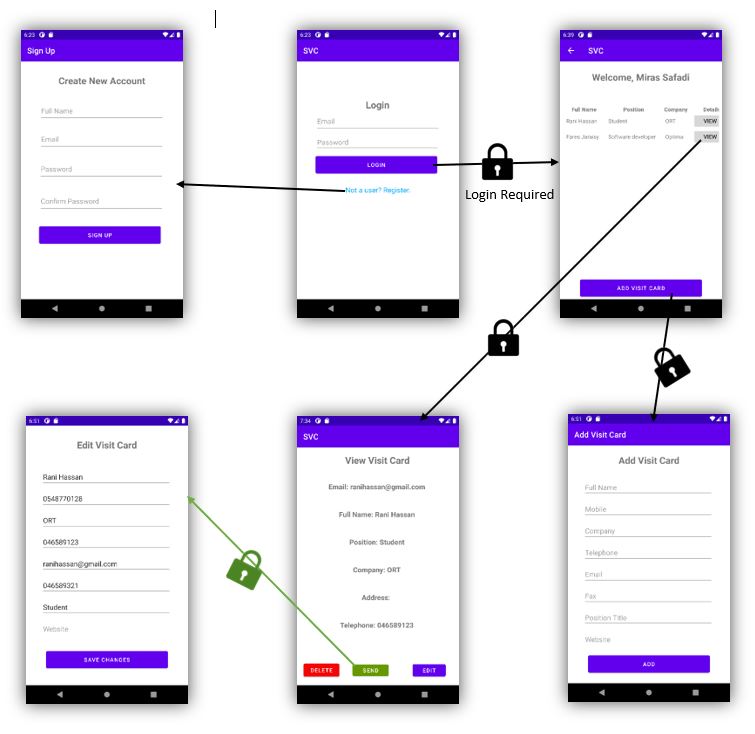 6:23
Sign Up
Create New Account
Full Name
Email
Password
Confirm Password
SIGN UP
6:23
SVC
Login
Email
Password
LOGIN
Not a user? Register.
Login Required
6:39
SVC
Welcome, Miras Safadi
Full Name Position Company Details
Rani Hassan Student ORT VIEW
Fares Janasy Software developer Optima VIEW
ADD VISIT CARD
6:51
Edit Visit Card
Rani Hassan
0548770128
ORT
046589123
ranihassan@gmail.com
046589321
Student
Website
SAVE CHANGES
7:34
SVC
View Visit Card
Email: ranihassan@gmail.com
Full Name: Rani Hassan
Position: Student
Company: ORT
Address:
Telephone: 046589123
DELETE SEND EDIT
6:51
Add Visit Card
Add Visit Card
Full Name
Mobile
Company
Telephone
Email
Fax
Position Title
Website
ADD